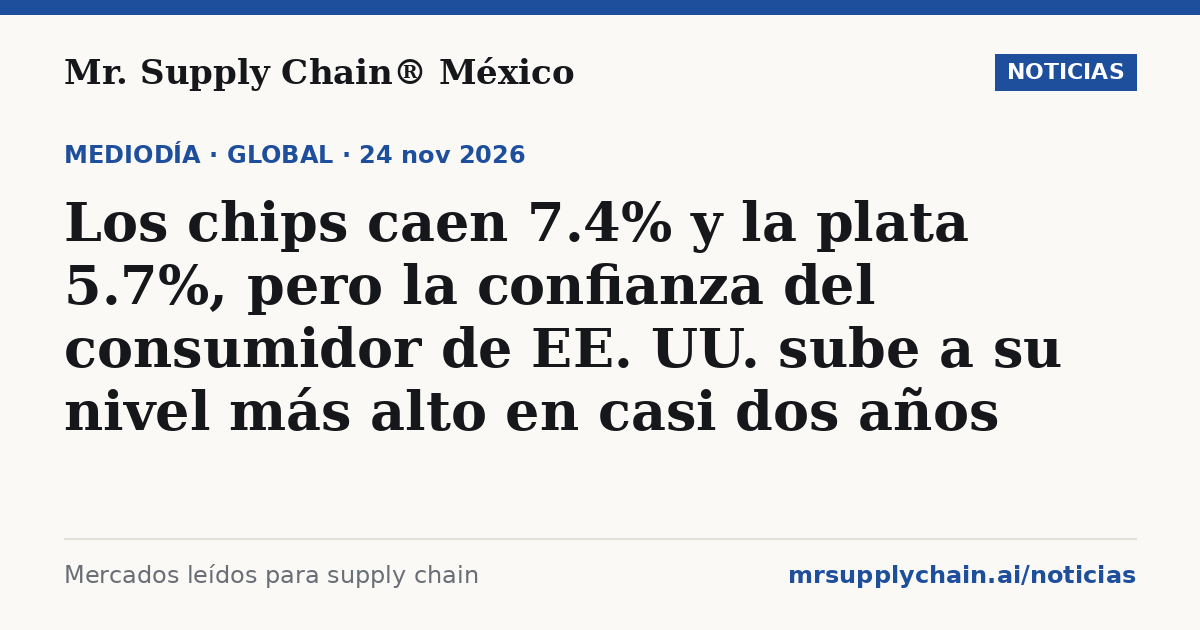 Mr. Supply Chain® México
NOTICIAS
MEDIODÍA · GLOBAL · 24 nov 2026
Los chips caen 7.4% y la plata
5.7%, pero la confianza del
consumidor de EE. UU. sube a su
nivel más alto en casi dos años
Mercados leídos para supply chain
mrsupplychain.ai/noticias